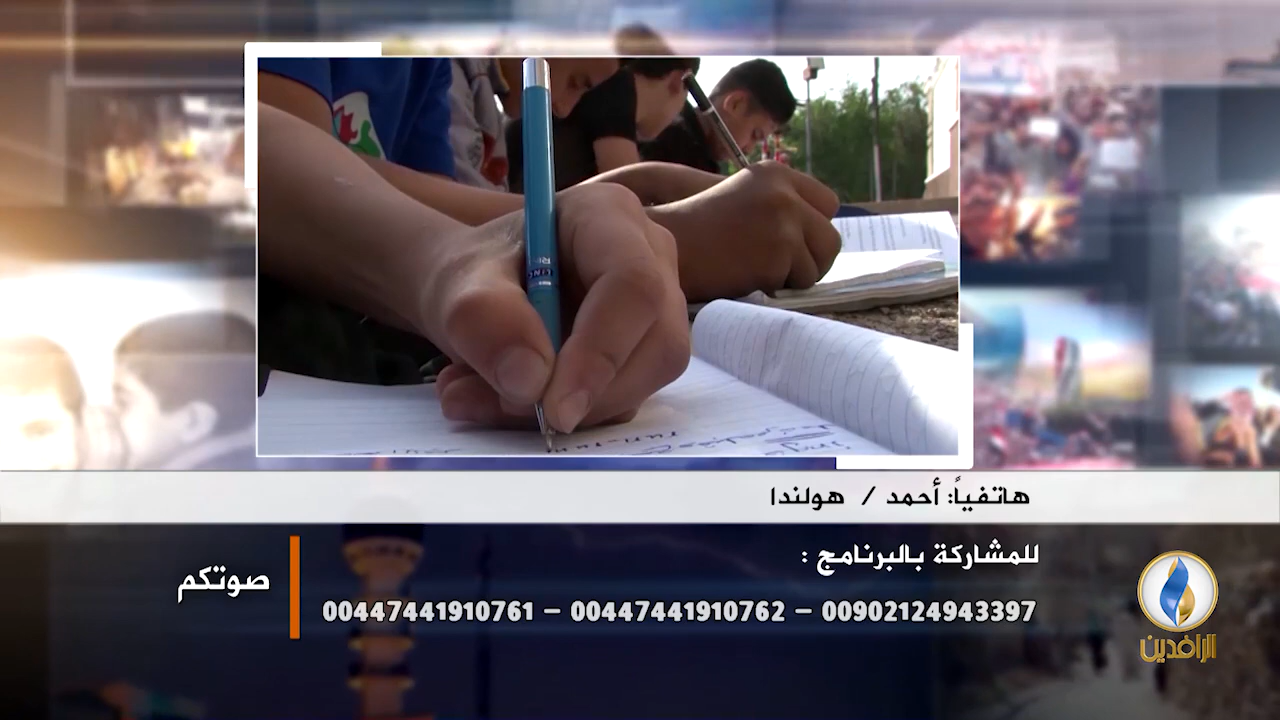 هاتفياً: أحمد / هولندا
للمشاركة بالبرنامج :
صوتكم
00447441910761 – 00447441910762 – 00902124943397
الرافدين